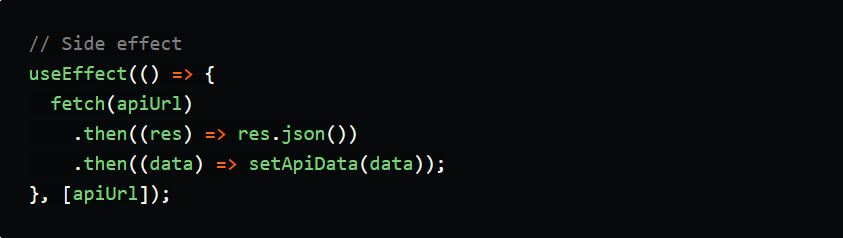 // Side effect
useEffect(() => {
  fetch(apiUrl)
    .then((res) => res.json())
    .then((data) => setApiData(data));
}, [apiUrl]);